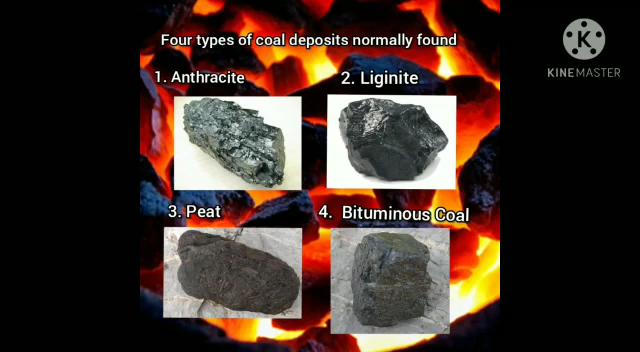 Four types of coal deposits normally found
1. Anthracite
2. Liginite
3. Peat
4. Bituminous Coal
K
KINEMASTER